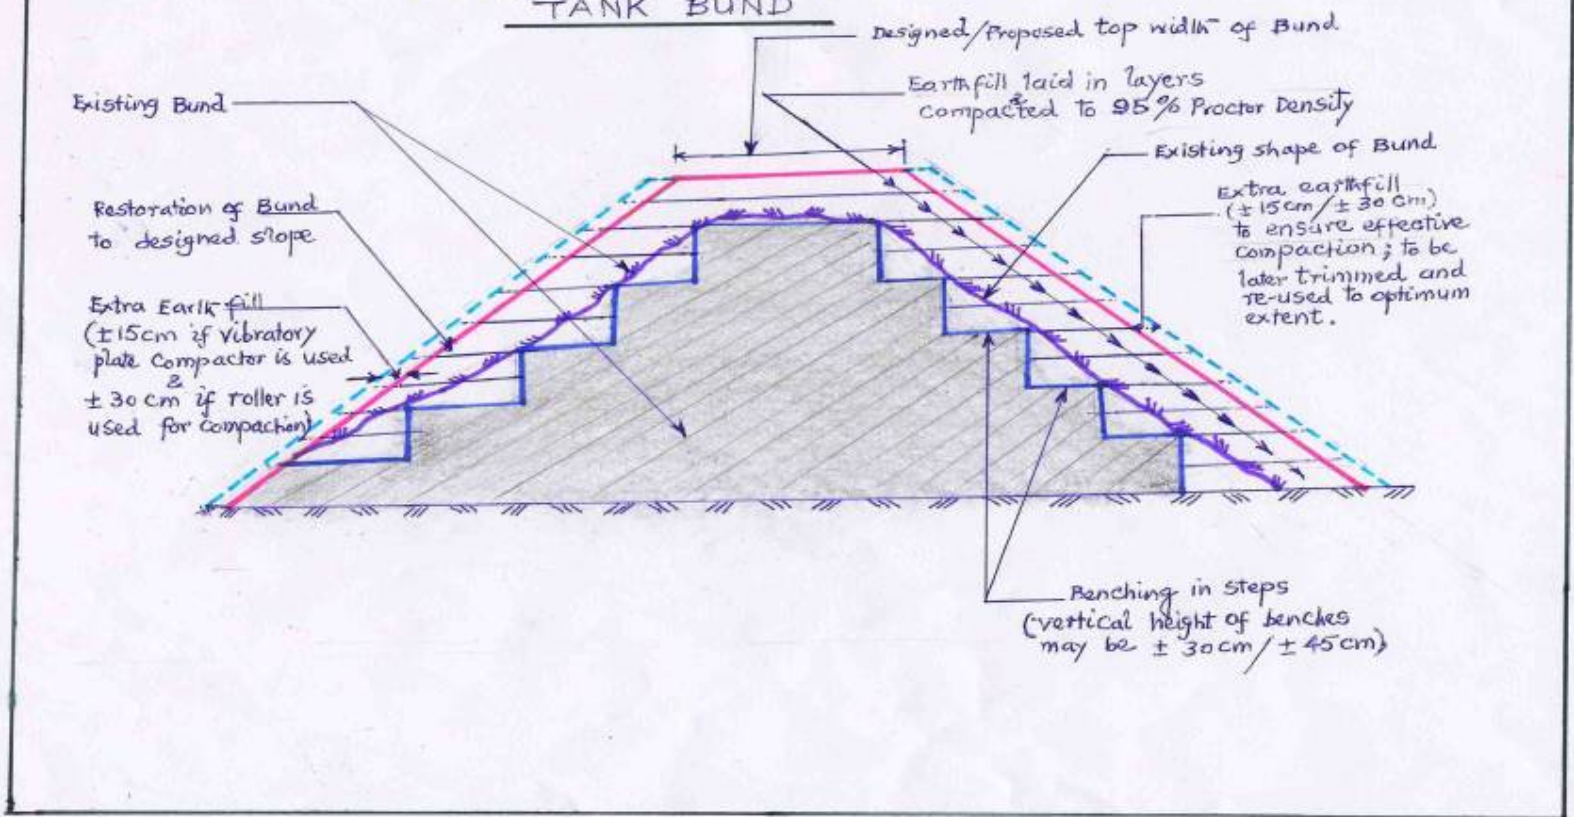 TANK BUND
Designed/Proposed top width of Bund
Earthfill laid in layers
compacted to 95% Proctor Density
Existing Bund
Existing shape of Bund
Extra earthfill
(±15cm/±30cm)
to ensure effective
compaction; to be
later trimmed and
re-used to optimum
extent.
Restoration of Bund
to designed slope
Extra Earth fill
(±15cm if vibratory
plate compactor is used
&
±30cm if roller is
used for compaction)
Benching in steps
(vertical height of benches
may be ±30cm/±45cm)